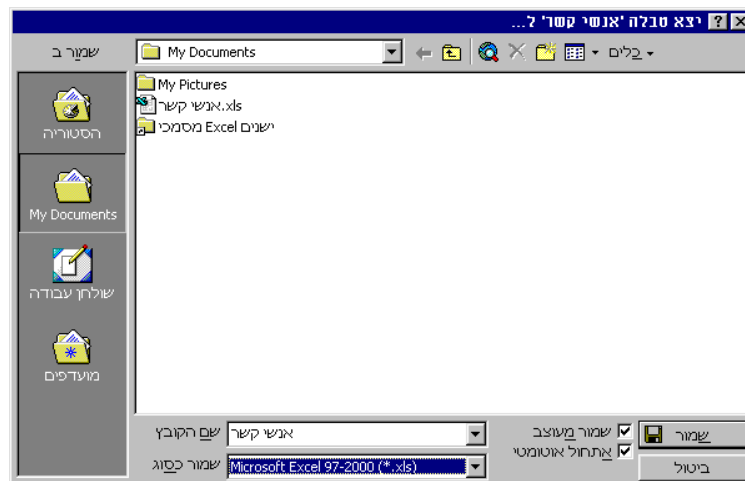 יצא טבלה 'אנשי קשר' ל...
שמור ב
My Documents
כלים
הסטוריה
My Documents
שולחן עבודה
מועדפים
My Pictures
אנשי קשר.xls
מסמכי Excel ישנים
שם הקובץ
אנשי קשר
שמור כסוג
Microsoft Excel 97-2000 (*.xls)
שמור מעוצב
אתחול אוטומטי
שמור
ביטול